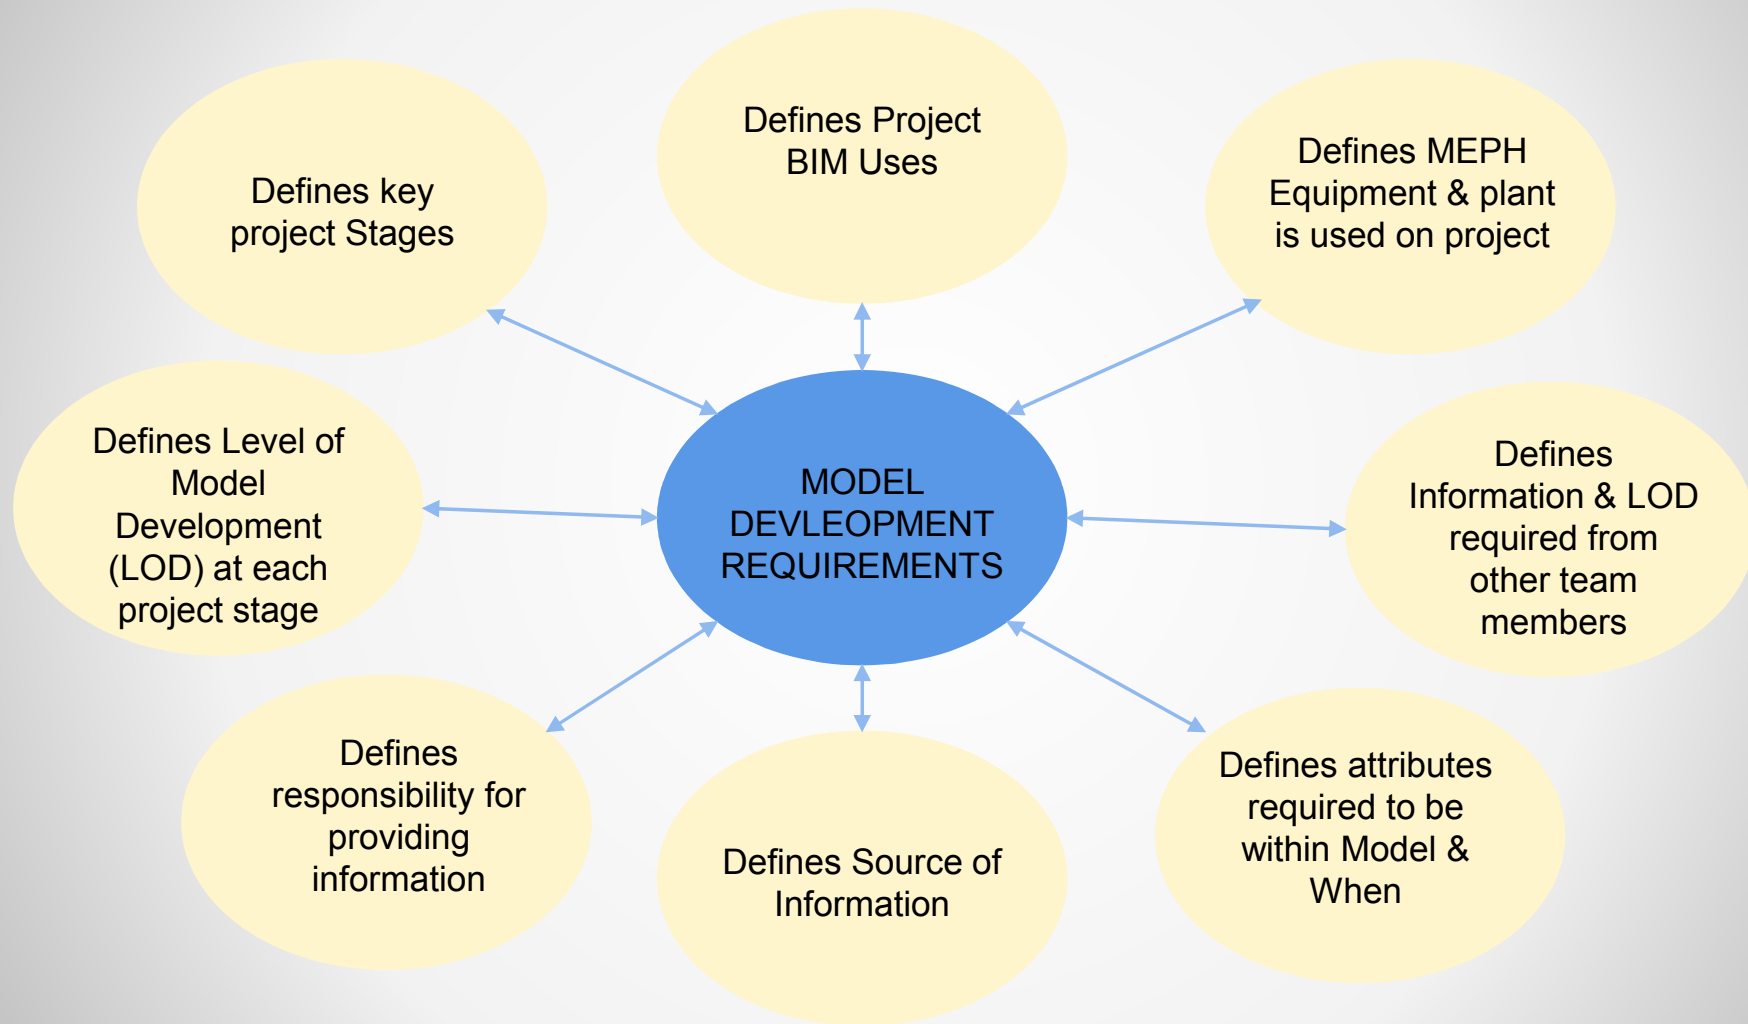 Defines Project
BIM Uses
Defines MEPH
Equipment & plant
is used on project
Defines key
project Stages
Defines Level of
Model
Development
(LOD) at each
project stage
MODEL
DEVLEOPMENT
REQUIREMENTS
Defines
Information & LOD
required from
other team
members
Defines
responsibility for
providing
information
Defines Source of
Information
Defines attributes
required to be
within Model &
When